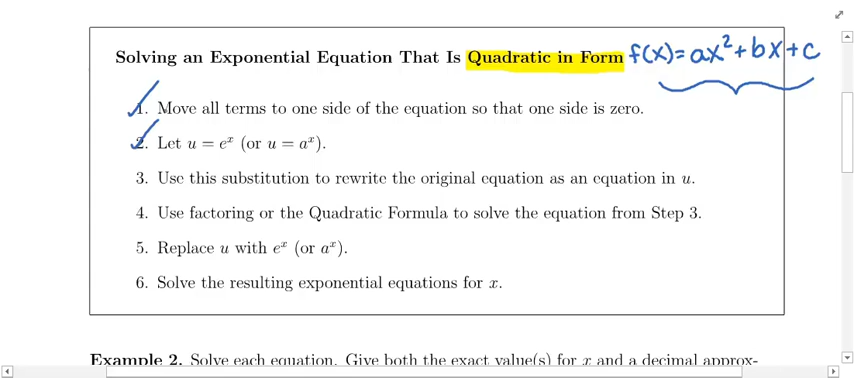 Solving an Exponential Equation That Is Quadratic in Form f(x)= ax²+bx+c
1. Move all terms to one side of the equation so that one side is zero.
2. Let u = eˣ (or u = aˣ).
3. Use this substitution to rewrite the original equation as an equation in u.
4. Use factoring or the Quadratic Formula to solve the equation from Step 3.
5. Replace u with eˣ (or aˣ).
6. Solve the resulting exponential equations for x.
Example 2. Solve each equation. Give both the exact value(s) for x and a decimal approx-